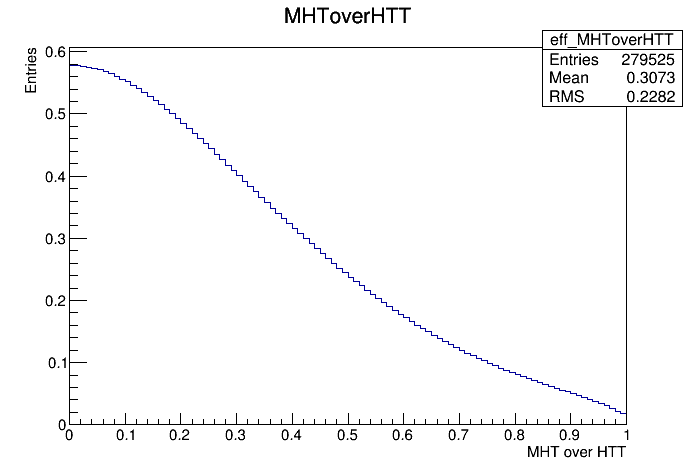 MHToverHTT
eff_MHToverHTT
Entries 279525
Mean 0.3073
RMS 0.2282
Entries
0.6
0.5
0.4
0.3
0.2
0.1
0
0 0.1 0.2 0.3 0.4 0.5 0.6 0.7 0.8 0.9 1
MHT over HTT